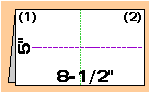 (1) (2)
5"
8-1/2"